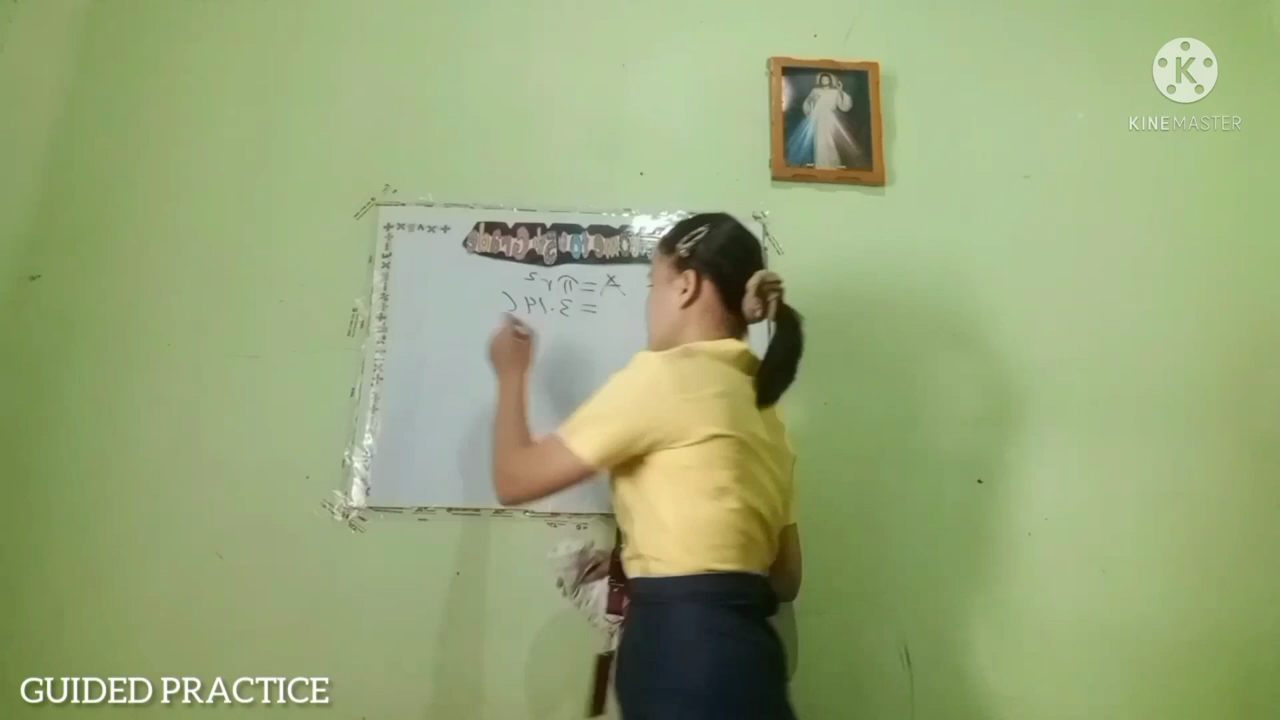 KINEMASTER
A = πr²
= 3.14 (
GUIDED PRACTICE